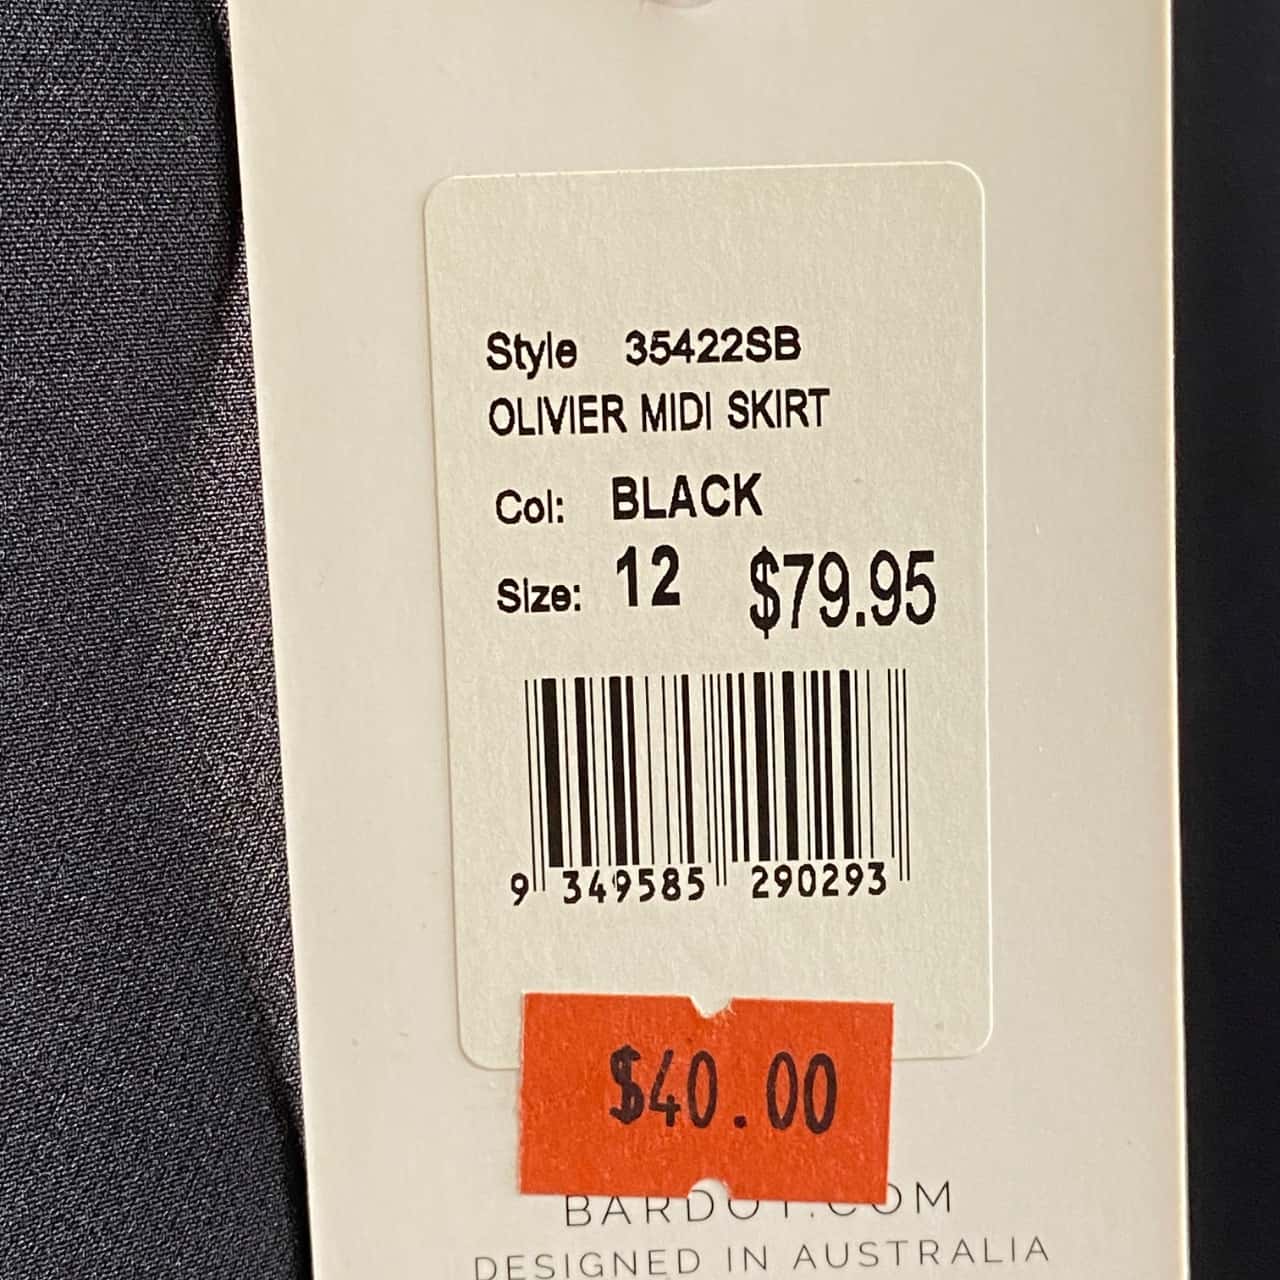 Style 35422SB
OLIVIER MIDI SKIRT
Col: BLACK
Size: 12 $79.95
9 349585 290293
$40.00
BARDOT.COM
DESIGNED IN AUSTRALIA